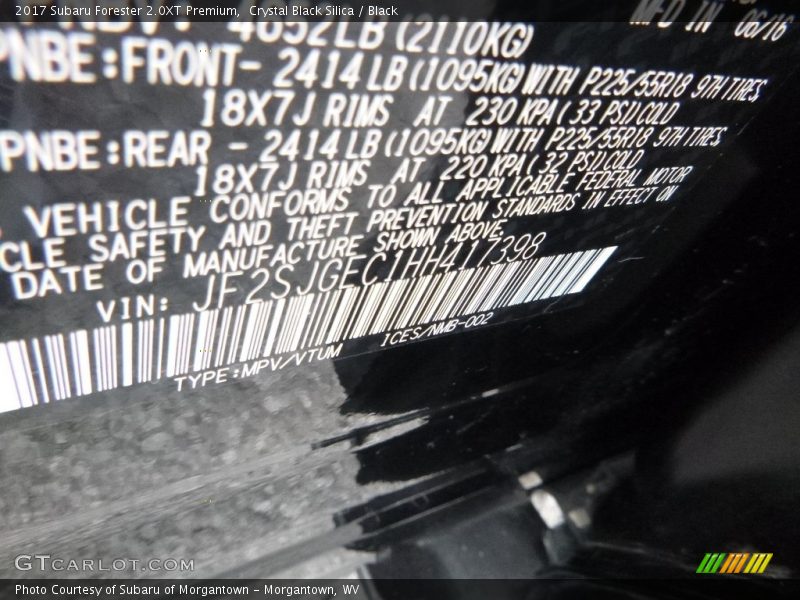 2017 Subaru Forester 2.0XT Premium, Crystal Black Silica / Black
MFD IN 06/16
4652LB (2110KG)
PNBE:FRONT- 2414 LB (1095KG) WITH P225/55R18 97H TIRES,
18X7J RIMS AT 230 KPA ( 33 PSI) COLD
PNBE:REAR - 2414 LB (1095KG) WITH P225/55R18 97H TIRES
18X7J RIMS AT 220 KPA ( 32 PSI) COLD
VEHICLE CONFORMS TO ALL APPLICABLE FEDERAL MOTOR
CLE SAFETY AND THEFT PREVENTION STANDARDS IN EFFECT ON
DATE OF MANUFACTURE SHOWN ABOVE.
VIN: JF2SJGEC1HH417398
TYPE:MPV/VTUM ICES/NMB-002
GTCARLOT.COM
Photo Courtesy of Subaru of Morgantown - Morgantown, WV